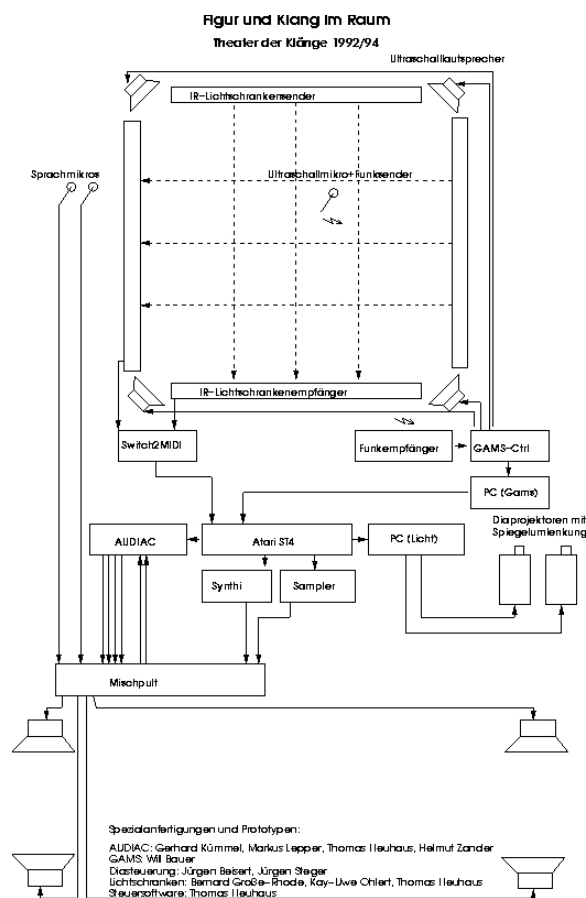 Figur und Klang im Raum
Theater der Klänge 1992/94
Ultraschallautsprecher
IR-Lichtschrankensender
Sprachmikros
Ultraschallmikro+Funksender
IR-Lichtschrankenempfänger
Switch2MIDI
Funkempfänger
GAMS-Ctrl
PC (Gams)
Diaprojektoren mit
Spiegelumlenkung
AUDIAC
Atari ST4
PC (Licht)
Synthi
Sampler
Mischpult
Spezialanfertigungen und Prototypen:
AUDIAC: Gerhard Kümmel, Markus Lepper, Thomas Neuhaus, Helmut Zander
GAMS: Will Bauer
Diasteuerung: Jürgen Beisert, Jürgen Steger
Lichtschranken: Bernard Große-Rhode, Kay-Uwe Ohlert, Thomas Neuhaus
Steuersoftware: Thomas Neuhaus